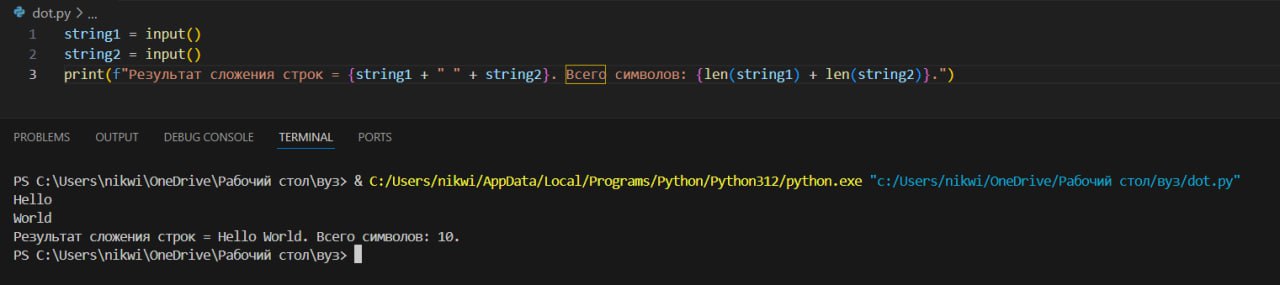 dot.py > ...
1 string1 = input()
2 string2 = input()
3 print(f"Результат сложения строк = {string1 + " " + string2}. Всего символов: {len(string1) + len(string2)}.")
PROBLEMS OUTPUT DEBUG CONSOLE TERMINAL PORTS
PS C:\Users\nikwi\OneDrive\Рабочий стол\вуз> & C:/Users/nikwi/AppData/Local/Programs/Python/Python312/python.exe "c:/Users/nikwi/OneDrive/Рабочий стол/вуз/dot.py"
Hello
World
Результат сложения строк = Hello World. Всего символов: 10.
PS C:\Users\nikwi\OneDrive\Рабочий стол\вуз>